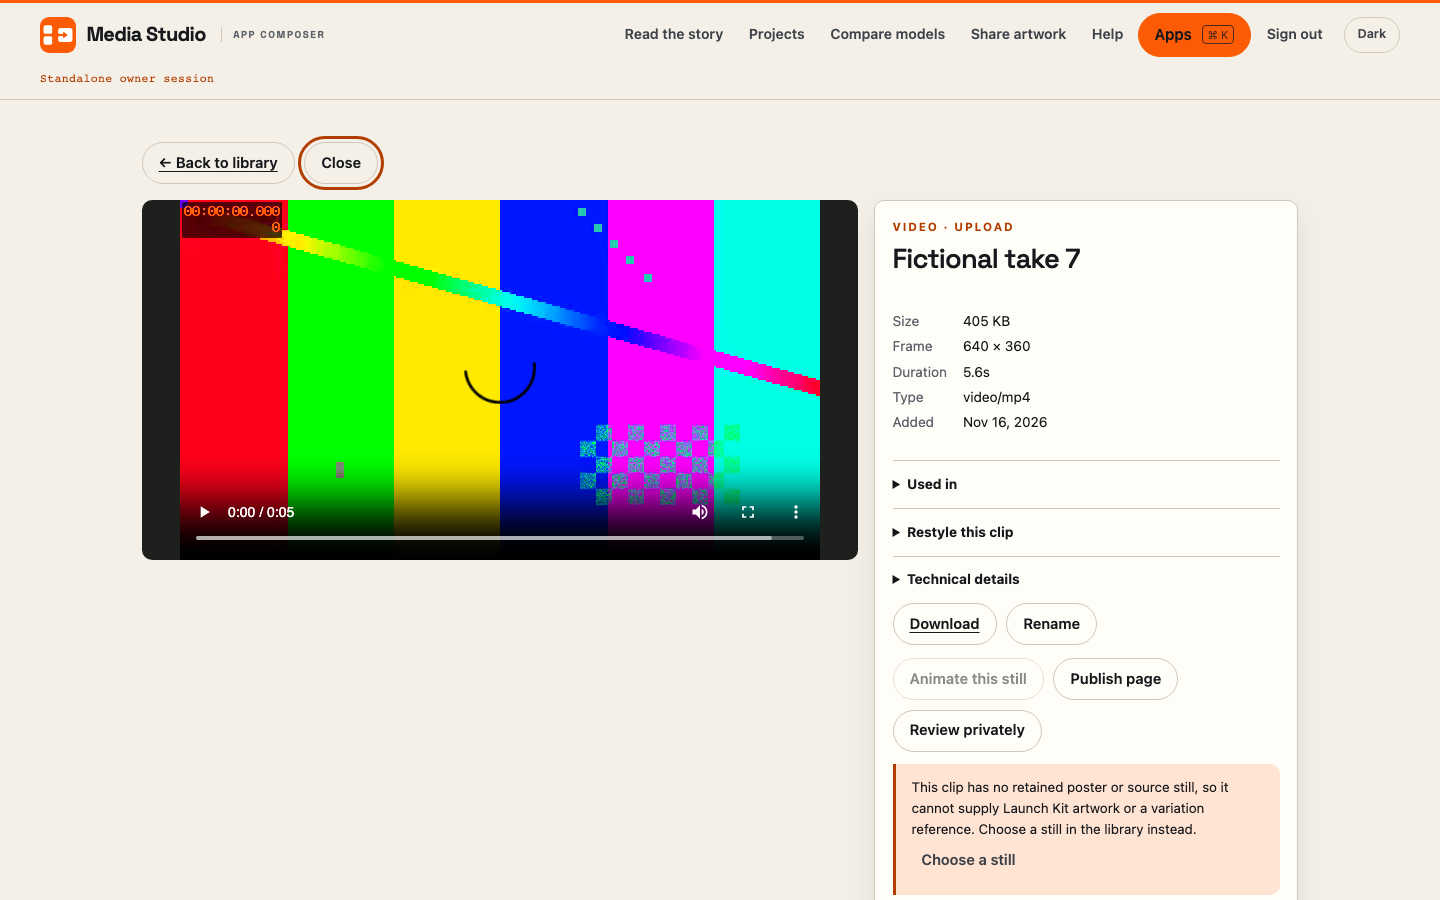 Media Studio
APP COMPOSER
Read the story
Projects
Compare models
Share artwork
Help
Apps ⌘ K
Sign out
Dark
Standalone owner session
← Back to library
Close
00:00:00.000
0
0:00 / 0:05
VIDEO · UPLOAD
Fictional take 7
Size 405 KB
Frame 640 × 360
Duration 5.6s
Type video/mp4
Added Nov 16, 2026
Used in
Restyle this clip
Technical details
Download
Rename
Animate this still
Publish page
Review privately
This clip has no retained poster or source still, so it
cannot supply Launch Kit artwork or a variation
reference. Choose a still in the library instead.
Choose a still